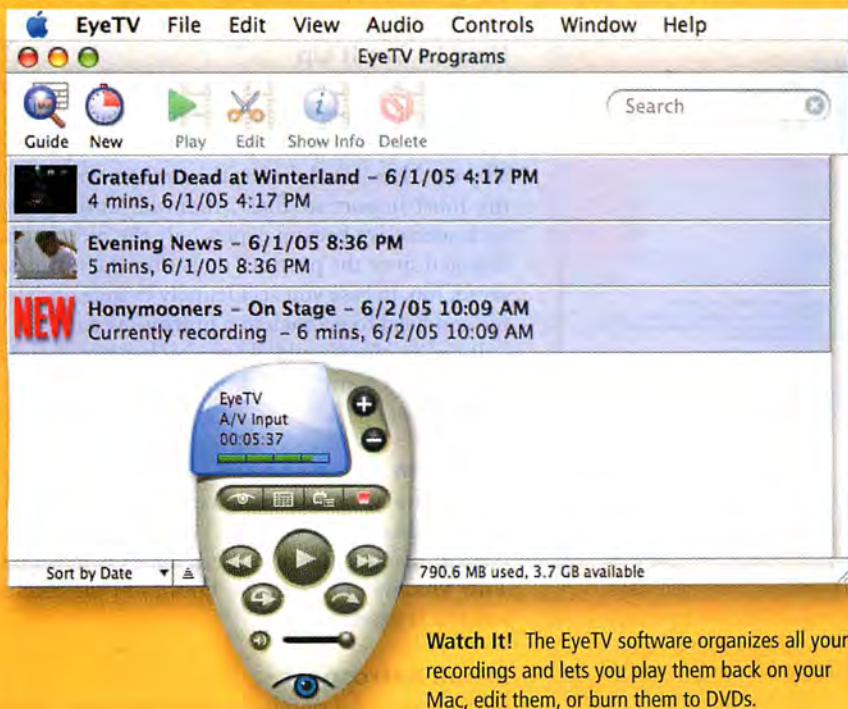 EyeTV File Edit View Audio Controls Window Help
EyeTV Programs
Search
Guide New Play Edit Show Info Delete
Grateful Dead at Winterland – 6/1/05 4:17 PM
4 mins, 6/1/05 4:17 PM
Evening News – 6/1/05 8:36 PM
5 mins, 6/1/05 8:36 PM
NEW
Honymooners – On Stage – 6/2/05 10:09 AM
Currently recording – 6 mins, 6/2/05 10:09 AM
EyeTV
A/V Input
00:05:37
Sort by Date
790.6 MB used, 3.7 GB available
Watch It! The EyeTV software organizes all your
recordings and lets you play them back on your
Mac, edit them, or burn them to DVDs.